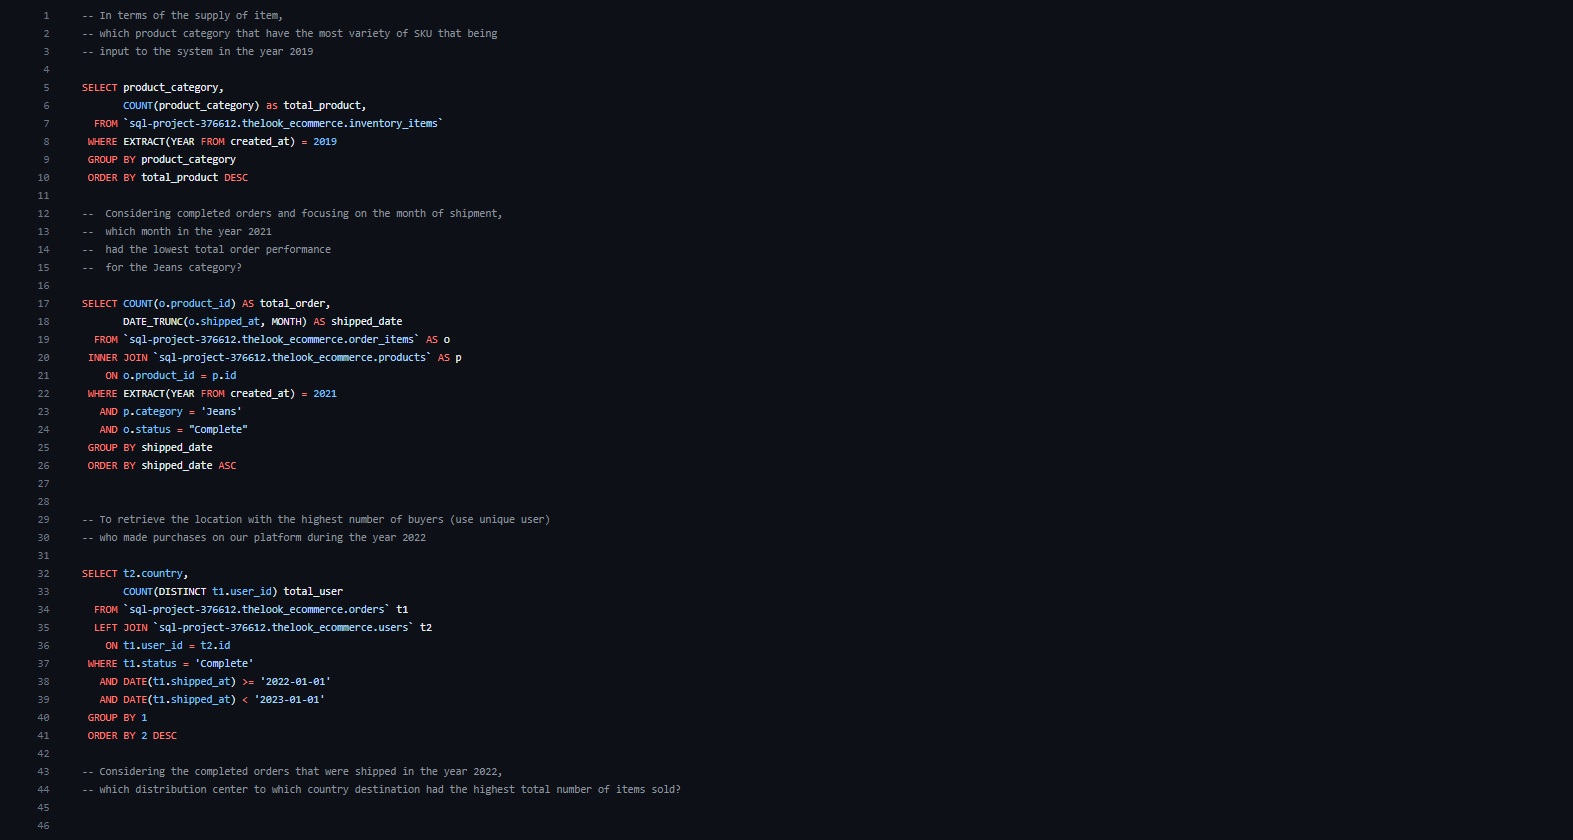 1 -- In terms of the supply of item,
2 -- which product category that have the most variety of SKU that being
3 -- input to the system in the year 2019
4
5 SELECT product_category,
6 COUNT(product_category) as total_product,
7 FROM `sql-project-376612.thelook_ecommerce.inventory_items`
8 WHERE EXTRACT(YEAR FROM created_at) = 2019
9 GROUP BY product_category
10 ORDER BY total_product DESC
11
12 --  Considering completed orders and focusing on the month of shipment,
13 --  which month in the year 2021
14 --  had the lowest total order performance
15 --  for the Jeans category?
16
17 SELECT COUNT(o.product_id) AS total_order,
18 DATE_TRUNC(o.shipped_at, MONTH) AS shipped_date
19 FROM `sql-project-376612.thelook_ecommerce.order_items` AS o
20 INNER JOIN `sql-project-376612.thelook_ecommerce.products` AS p
21 ON o.product_id = p.id
22 WHERE EXTRACT(YEAR FROM created_at) = 2021
23 AND p.category = 'Jeans'
24 AND o.status = "Complete"
25 GROUP BY shipped_date
26 ORDER BY shipped_date ASC
27
28
29 -- To retrieve the location with the highest number of buyers (use unique user)
30 -- who made purchases on our platform during the year 2022
31
32 SELECT t2.country,
33 COUNT(DISTINCT t1.user_id) total_user
34 FROM `sql-project-376612.thelook_ecommerce.orders` t1
35 LEFT JOIN `sql-project-376612.thelook_ecommerce.users` t2
36 ON t1.user_id = t2.id
37 WHERE t1.status = 'Complete'
38 AND DATE(t1.shipped_at) >= '2022-01-01'
39 AND DATE(t1.shipped_at) < '2023-01-01'
40 GROUP BY 1
41 ORDER BY 2 DESC
42
43 -- Considering the completed orders that were shipped in the year 2022,
44 -- which distribution center to which country destination had the highest total number of items sold?
45
46